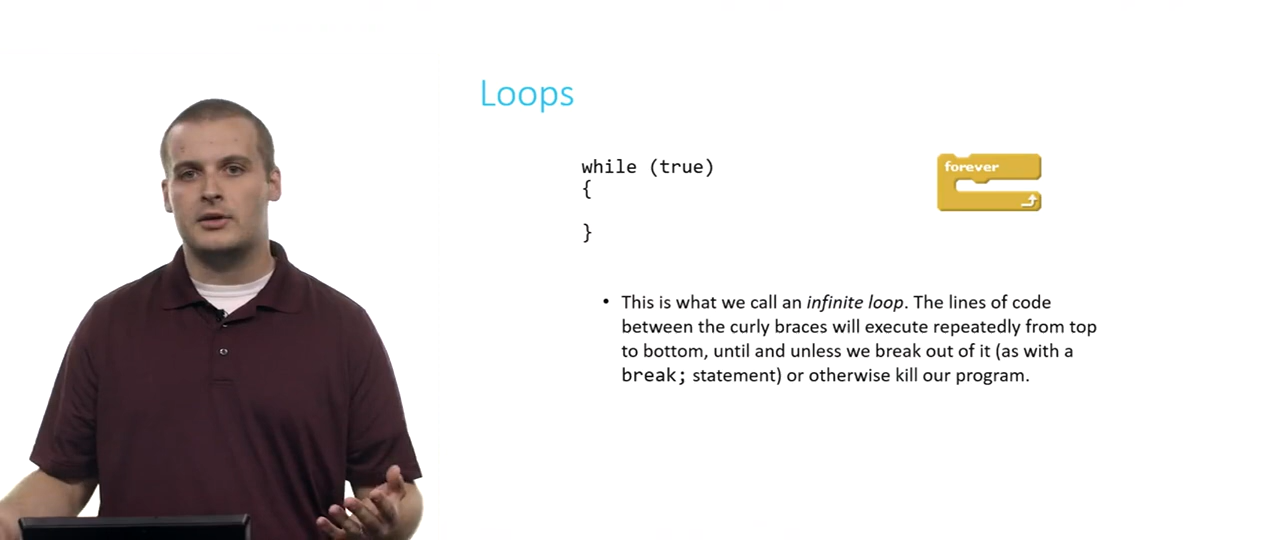 Loops
while (true)
{
}
forever
• This is what we call an infinite loop. The lines of code
between the curly braces will execute repeatedly from top
to bottom, until and unless we break out of it (as with a
break; statement) or otherwise kill our program.